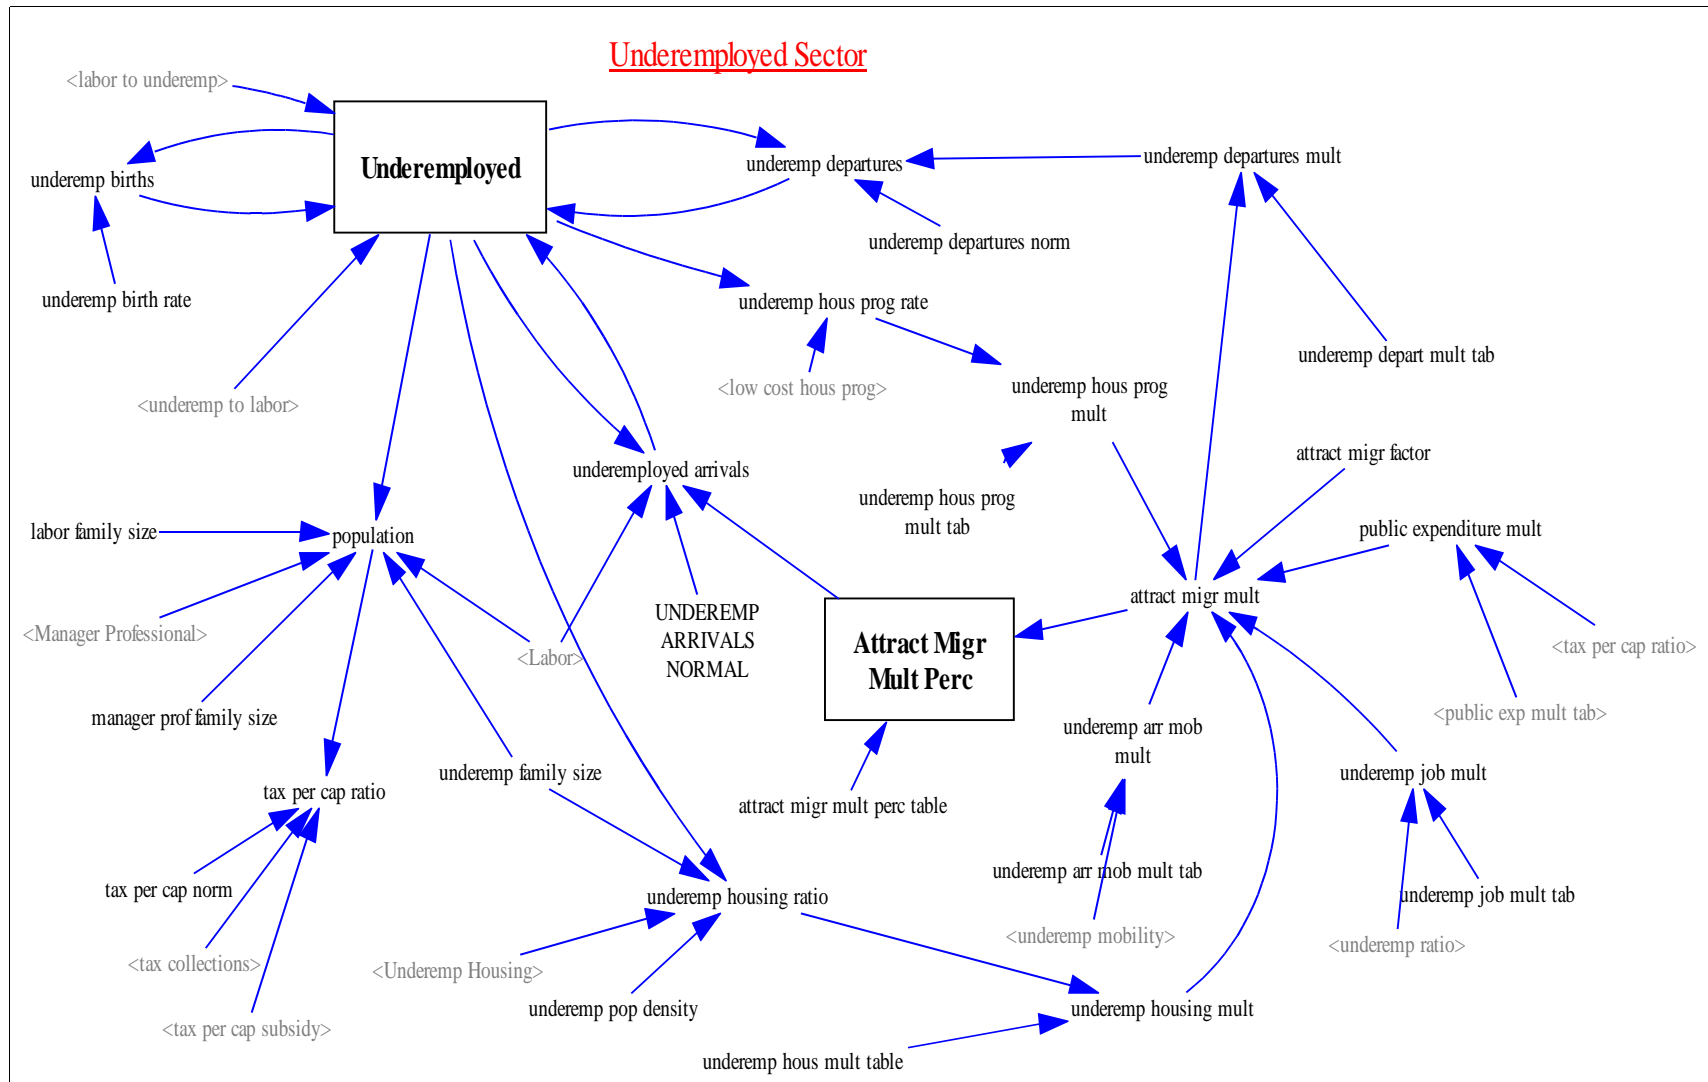 Underemployed Sector
<labor to underemp>
Underemployed
underemp departures
underemp departures mult
underemp births
underemp departures norm
underemp birth rate
underemp hous prog rate
underemp depart mult tab
<low cost hous prog>
underemp hous prog
mult
<underemp to labor>
attract migr factor
underemployed arrivals
underemp hous prog
mult tab
labor family size
population
public expenditure mult
attract migr mult
UNDEREMP
ARRIVALS
NORMAL
<Manager Professional>
<Labor>
Attract Migr
Mult Perc
<tax per cap ratio>
manager prof family size
<public exp mult tab>
underemp arr mob
mult
underemp family size
underemp job mult
tax per cap ratio
attract migr mult perc table
underemp arr mob mult tab
tax per cap norm
underemp housing ratio
underemp job mult tab
<underemp mobility>
<underemp ratio>
<tax collections>
<Underemp Housing>
underemp pop density
underemp housing mult
<tax per cap subsidy>
underemp hous mult table